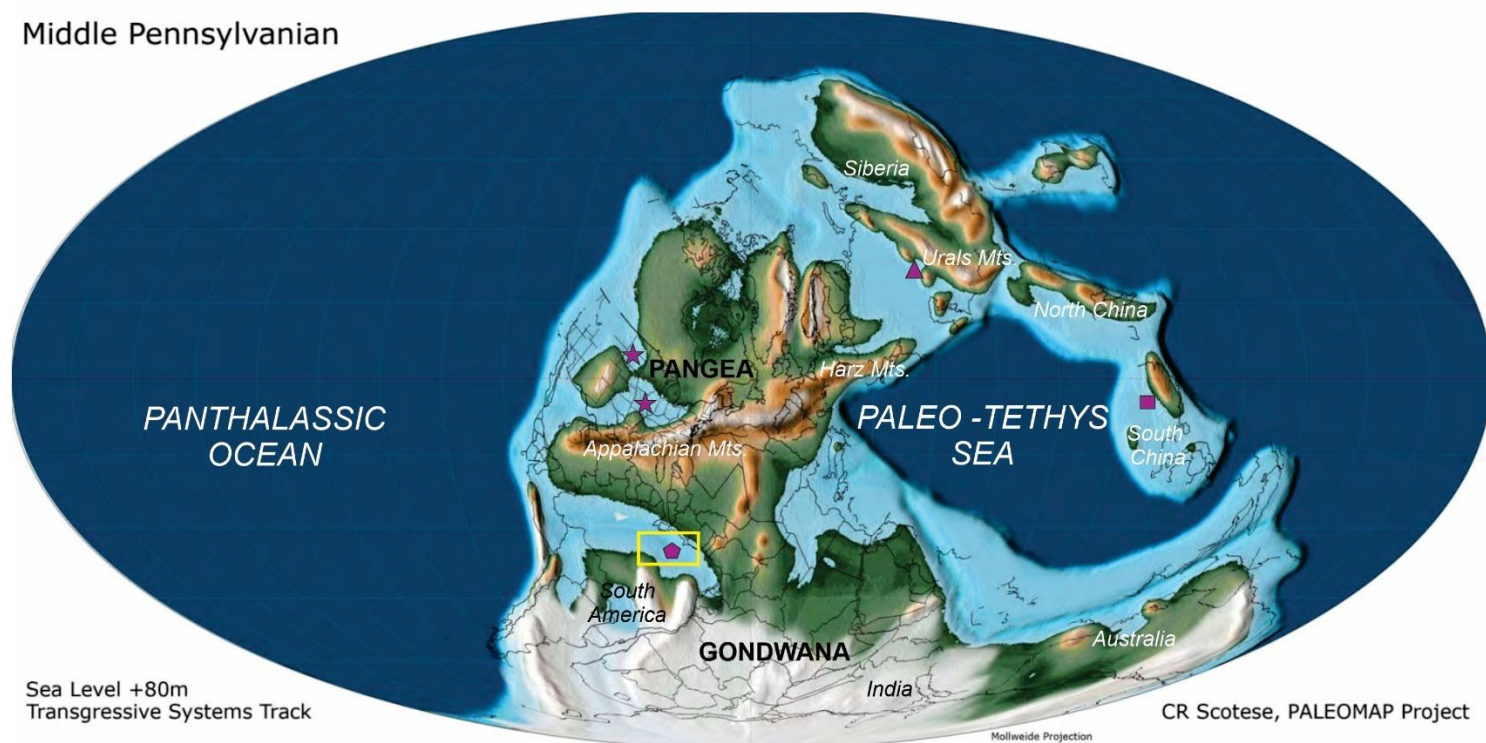 Middle Pennsylvanian
Siberia
Urals Mts.
North China
PANGEA
Harz Mts.
PANTHALASSIC
OCEAN
PALEO -TETHYS
SEA
South
China
Appalachian Mts.
South
America
Australia
GONDWANA
India
Sea Level +80m
Transgressive Systems Track
CR Scotese, PALEOMAP Project
Mollweide Projection